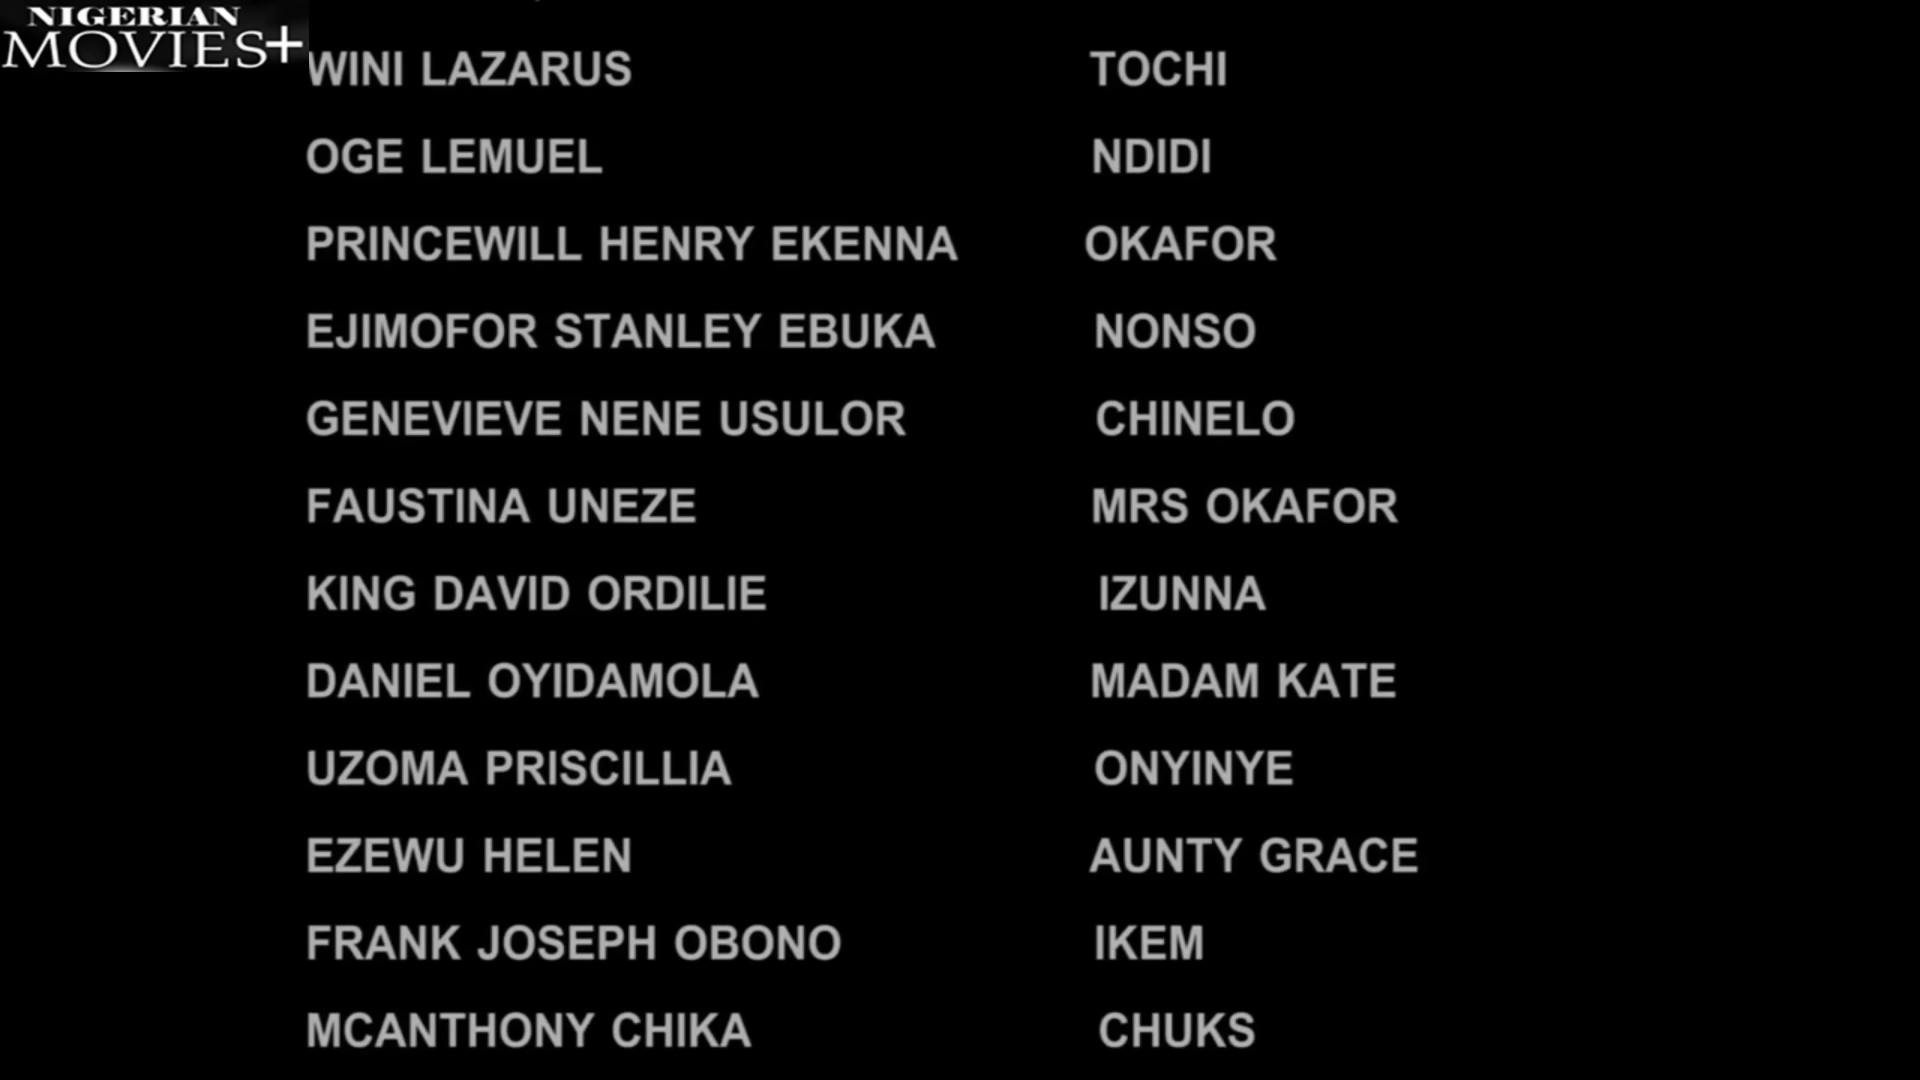 NIGERIAN
MOVIES+
WINI LAZARUS TOCHI
OGE LEMUEL NDIDI
PRINCEWILL HENRY EKENNA OKAFOR
EJIMOFOR STANLEY EBUKA NONSO
GENEVIEVE NENE USULOR CHINELO
FAUSTINA UNEZE MRS OKAFOR
KING DAVID ORDILIE IZUNNA
DANIEL OYIDAMOLA MADAM KATE
UZOMA PRISCILLIA ONYINYE
EZEWU HELEN AUNTY GRACE
FRANK JOSEPH OBONO IKEM
MCANTHONY CHIKA CHUKS